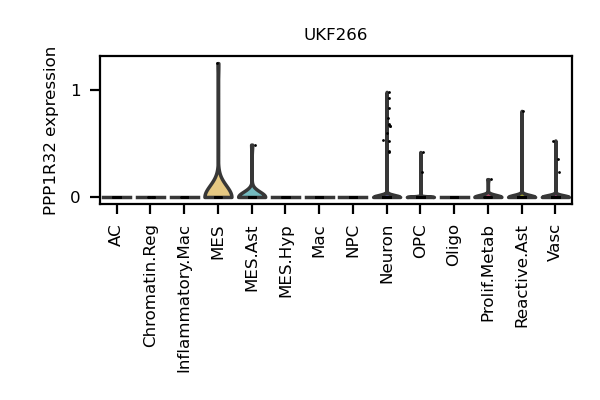 UKF266
PPP1R32 expression
1
0
AC
Chromatin.Reg
Inflammatory.Mac
MES
MES.Ast
MES.Hyp
Mac
NPC
Neuron
OPC
Oligo
Prolif.Metab
Reactive.Ast
Vasc